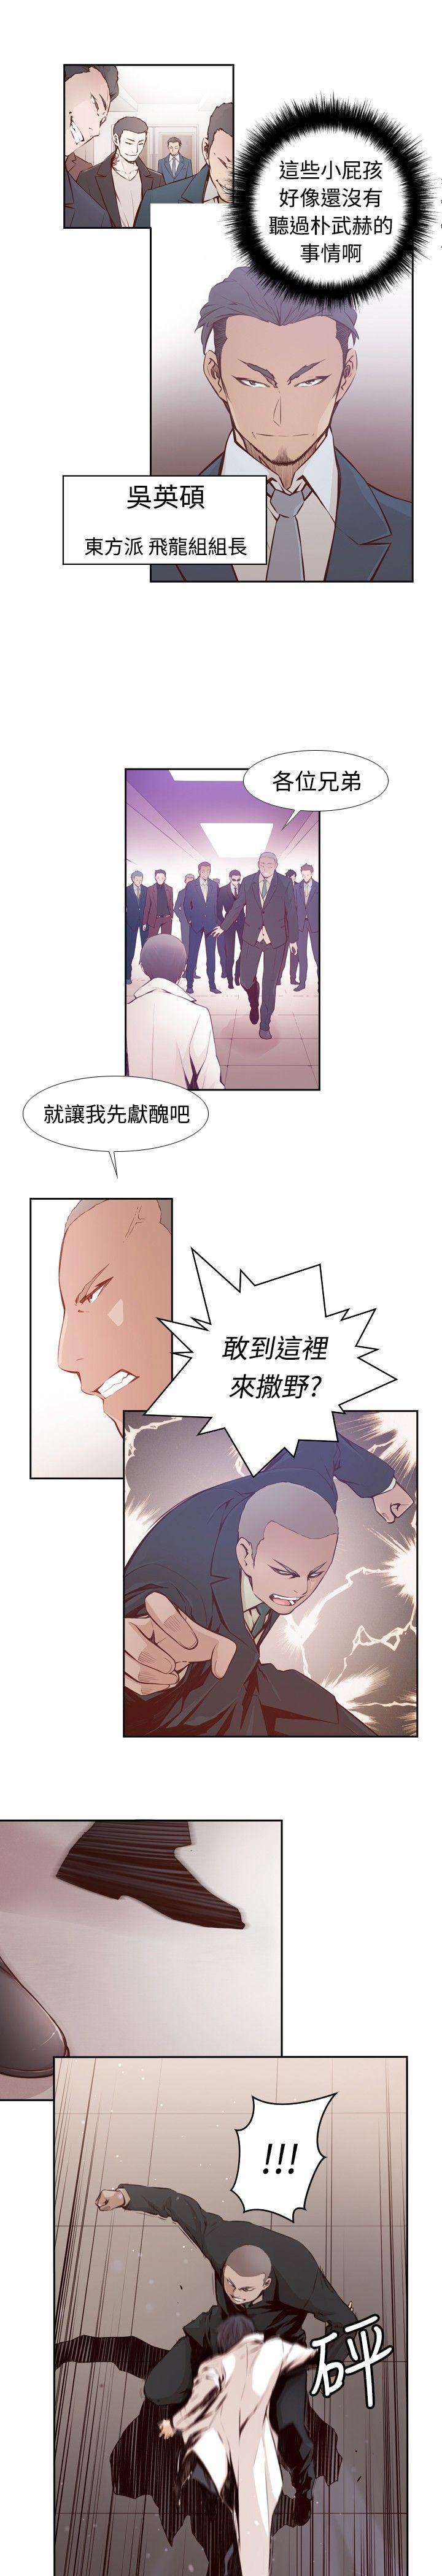 這些小屁孩
好像還沒有
聽過朴武赫的
事情啊
吳英碩
東方派 飛龍組組長
各位兄弟
就讓我先獻醜吧
敢到這裡
來撒野?
!!!
砰